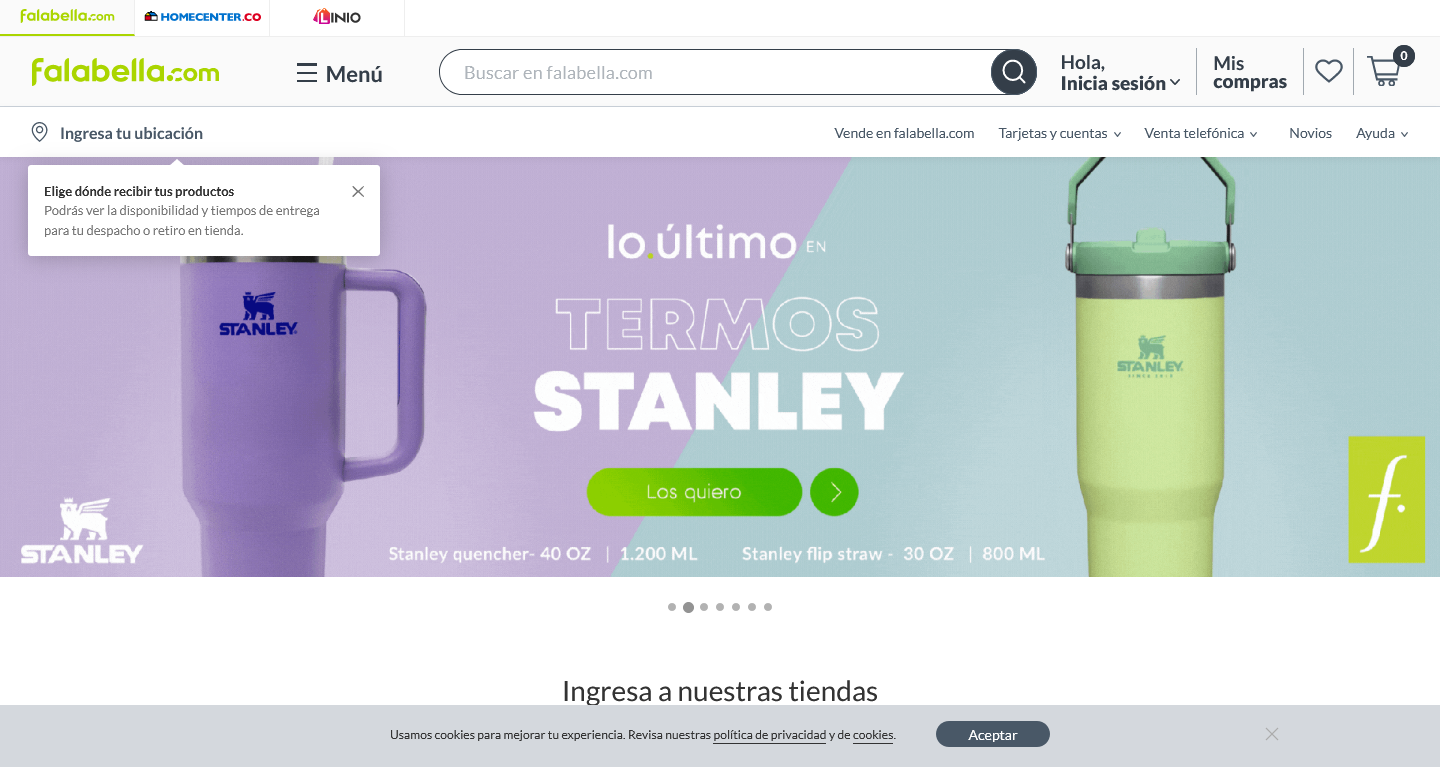 falabella.com
HOMECENTER.CO
LINIO
falabella.com
Menú
Buscar en falabella.com
Hola,
Inicia sesión
Mis
compras
0
Ingresa tu ubicación
Vende en falabella.com
Tarjetas y cuentas
Venta telefónica
Novios
Ayuda
Elige dónde recibir tus productos
Podrás ver la disponibilidad y tiempos de entrega
para tu despacho o retiro en tienda.
lo.último EN
TERMOS
STANLEY
Los quiero
Stanley quencher- 40 OZ | 1.200 ML
Stanley flip straw - 30 OZ | 800 ML
STANLEY
STANLEY
STANLEY
f.
Ingresa a nuestras tiendas
Usamos cookies para mejorar tu experiencia. Revisa nuestras política de privacidad y de cookies.
Aceptar